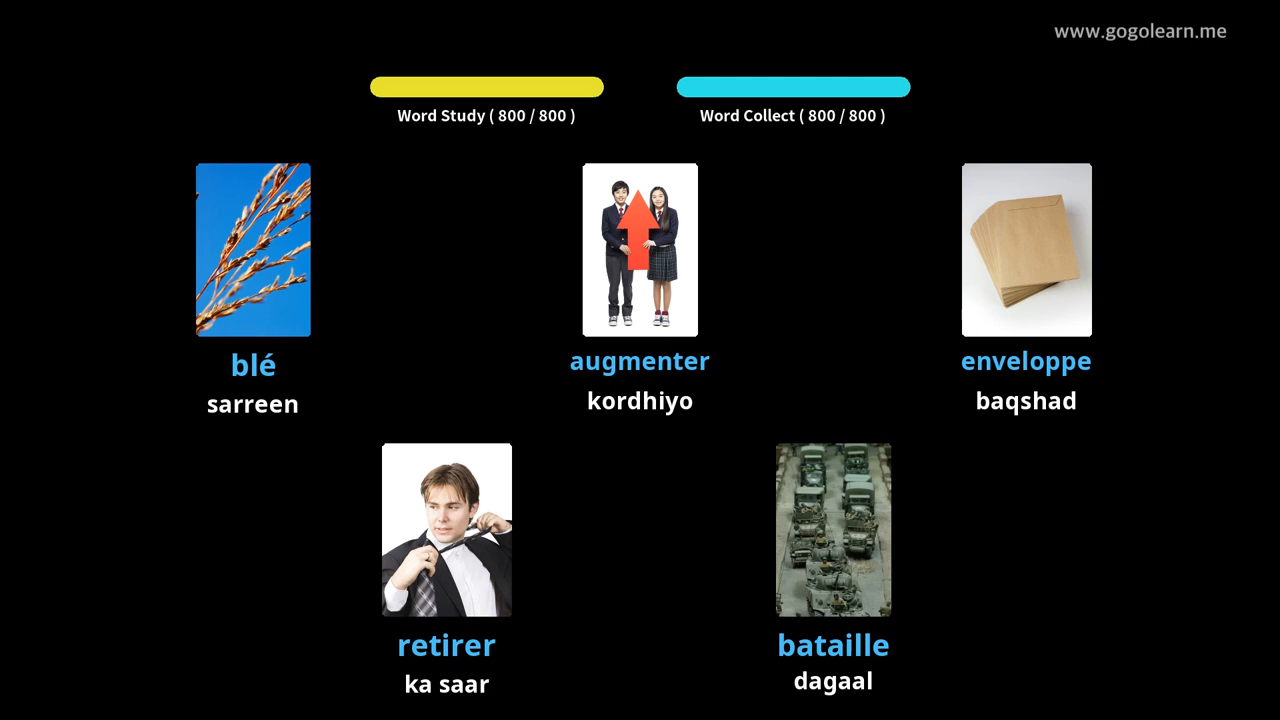 www.gogolearn.me
Word Study ( 800 / 800 )
Word Collect ( 800 / 800 )
blé
sarreen
augmenter
kordhiyo
enveloppe
baqshad
retirer
ka saar
bataille
dagaal